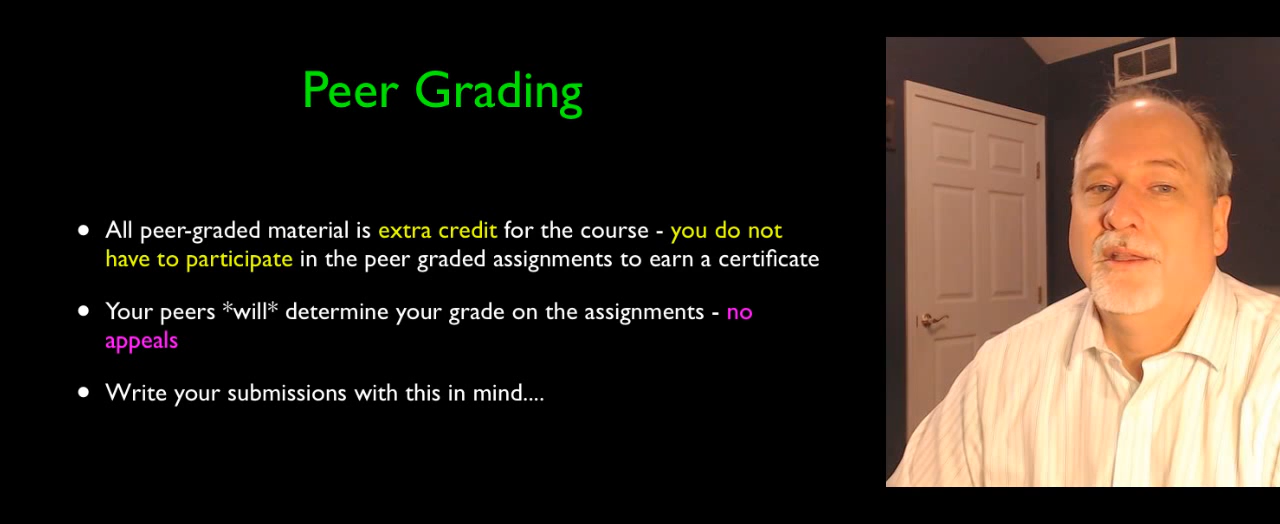 Peer Grading
● All peer-graded material is extra credit for the course - you do not
have to participate in the peer graded assignments to earn a certificate
● Your peers *will* determine your grade on the assignments - no
appeals
● Write your submissions with this in mind....